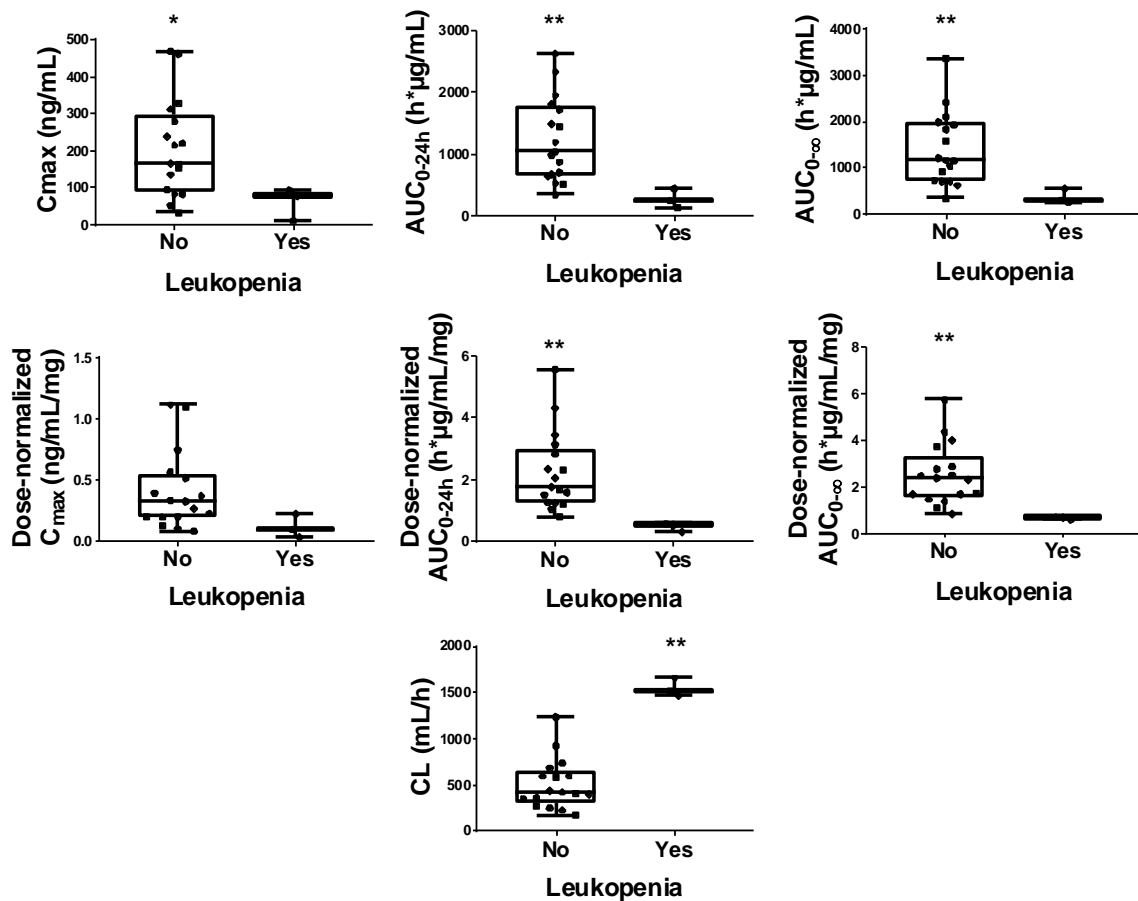 *
Cmax (ng/mL)
500
400
300
200
100
0
No
Yes
Leukopenia
**
AUC0-24h (h*µg/mL)
3000
2000
1000
0
No
Yes
Leukopenia
**
AUC0-∞ (h*µg/mL)
4000
3000
2000
1000
0
No
Yes
Leukopenia
Dose-normalized
Cmax (ng/mL/mg)
1.5
1.0
0.5
0.0
No
Yes
Leukopenia
**
Dose-normalized
AUC0-24h (h*µg/mL/mg)
6
4
2
0
No
Yes
Leukopenia
**
Dose-normalized
AUC0-∞ (h*µg/mL/mg)
8
6
4
2
0
No
Yes
Leukopenia
**
CL (mL/h)
2000
1500
1000
500
0
No
Yes
Leukopenia